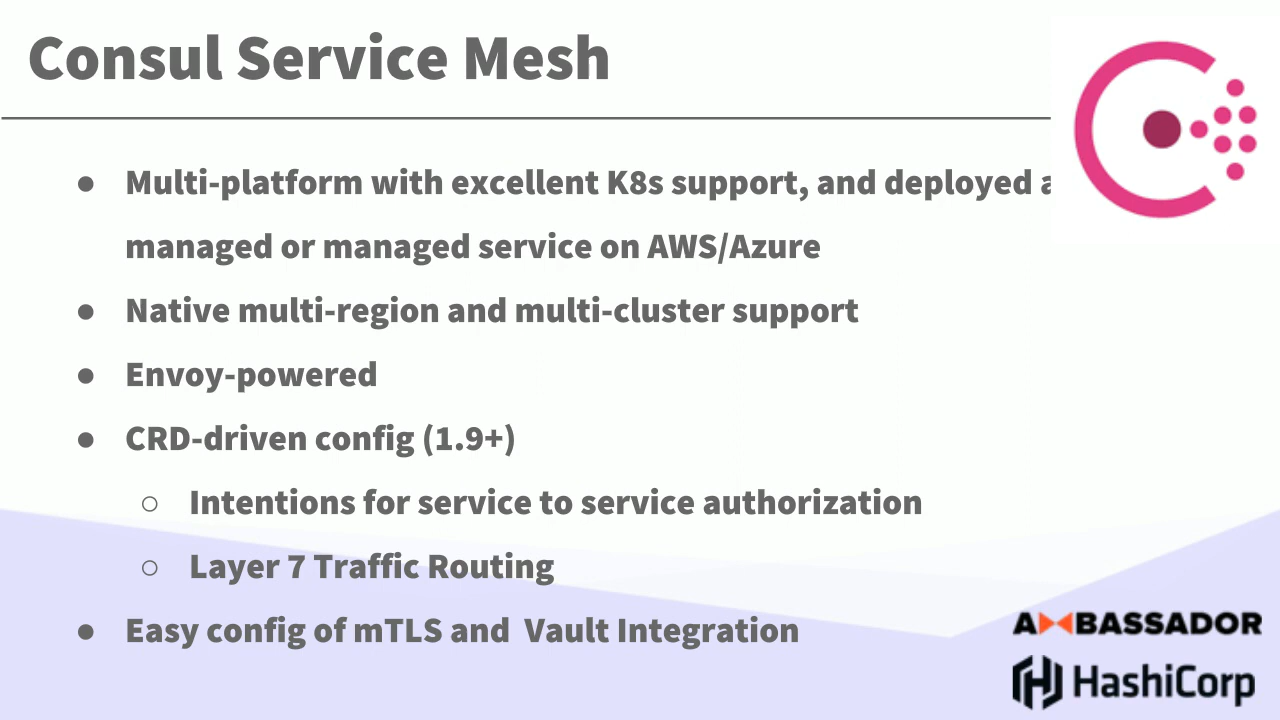 Consul Service Mesh
● Multi-platform with excellent K8s support, and deployed
managed or managed service on AWS/Azure
● Native multi-region and multi-cluster support
● Envoy-powered
● CRD-driven config (1.9+)
○ Intentions for service to service authorization
○ Layer 7 Traffic Routing
● Easy config of mTLS and  Vault Integration
AMBASSADOR
HashiCorp